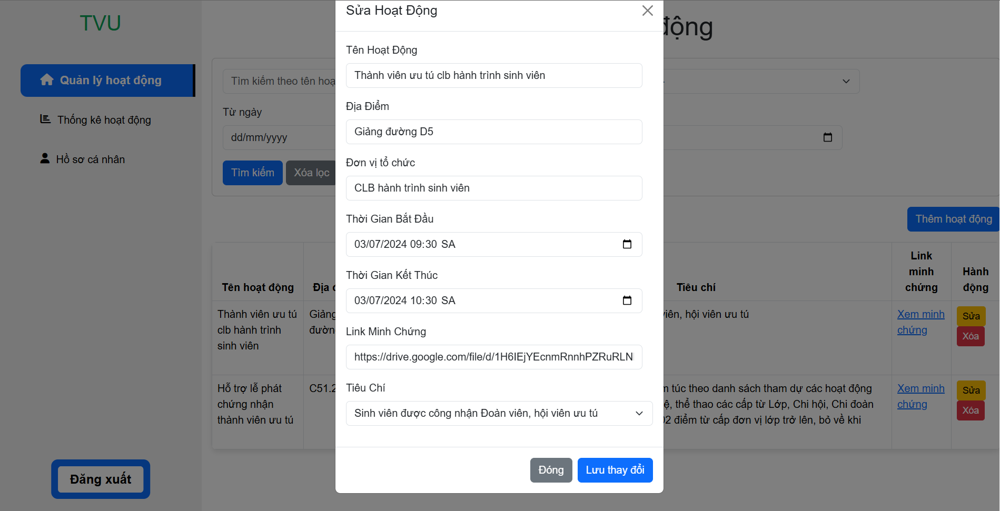 TVU
Quản lý hoạt động
Thống kê hoạt động
Hồ sơ cá nhân
Đăng xuất
động
Tìm kiếm theo tên hoạ
Từ ngày
dd/mm/yyyy
Tìm kiếm
Xóa lọc
Thêm hoạt động
Sửa Hoạt Động
Tên Hoạt Động
Thành viên ưu tú clb hành trình sinh viên
Địa Điểm
Giảng đường D5
Đơn vị tổ chức
CLB hành trình sinh viên
Thời Gian Bắt Đầu
03/07/2024 09:30 SA
Thời Gian Kết Thúc
03/07/2024 10:30 SA
Link Minh Chứng
https://drive.google.com/file/d/1H6IEjYEcnmRnnhPZRuRLN
Tiêu Chí
Sinh viên được công nhận Đoàn viên, hội viên ưu tú
Đóng
Lưu thay đổi
Tên hoạt động
Địa
Tiêu chí
Link
minh
chứng
Hành
động
Thành viên ưu tú
clb hành trình
sinh viên
Giảng
đường
viên, hội viên ưu tú
Xem minh
chứng
Sửa
Xóa
Hỗ trợ lễ phát
chứng nhận
thành viên ưu tú
C51.2
túc theo danh sách tham dự các hoạt động
ệ, thể thao các cấp từ Lớp, Chi hội, Chi đoàn
02 điểm từ cấp đơn vị lớp trở lên, bỏ về khi
Xem minh
chứng
Sửa
Xóa